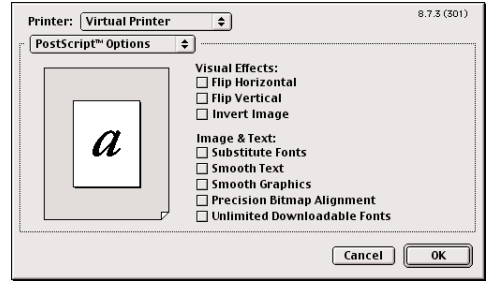 Printer: Virtual Printer
8.7.3 (301)
PostScript™ Options
Visual Effects:
Flip Horizontal
Flip Vertical
Invert Image
a
Image & Text:
Substitute Fonts
Smooth Text
Smooth Graphics
Precision Bitmap Alignment
Unlimited Downloadable Fonts
Cancel
OK